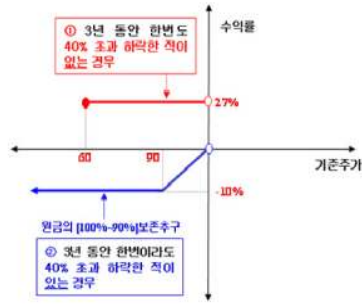 수익률
① 3년 동안 한번도
40% 초과 하락한 적이
있는 경우
27%
60
90
기준주가
-10%
원금의 [100%~90%]보존추구
② 3년 동안 한번이라도
40% 초과 하락한 적이
있는 경우